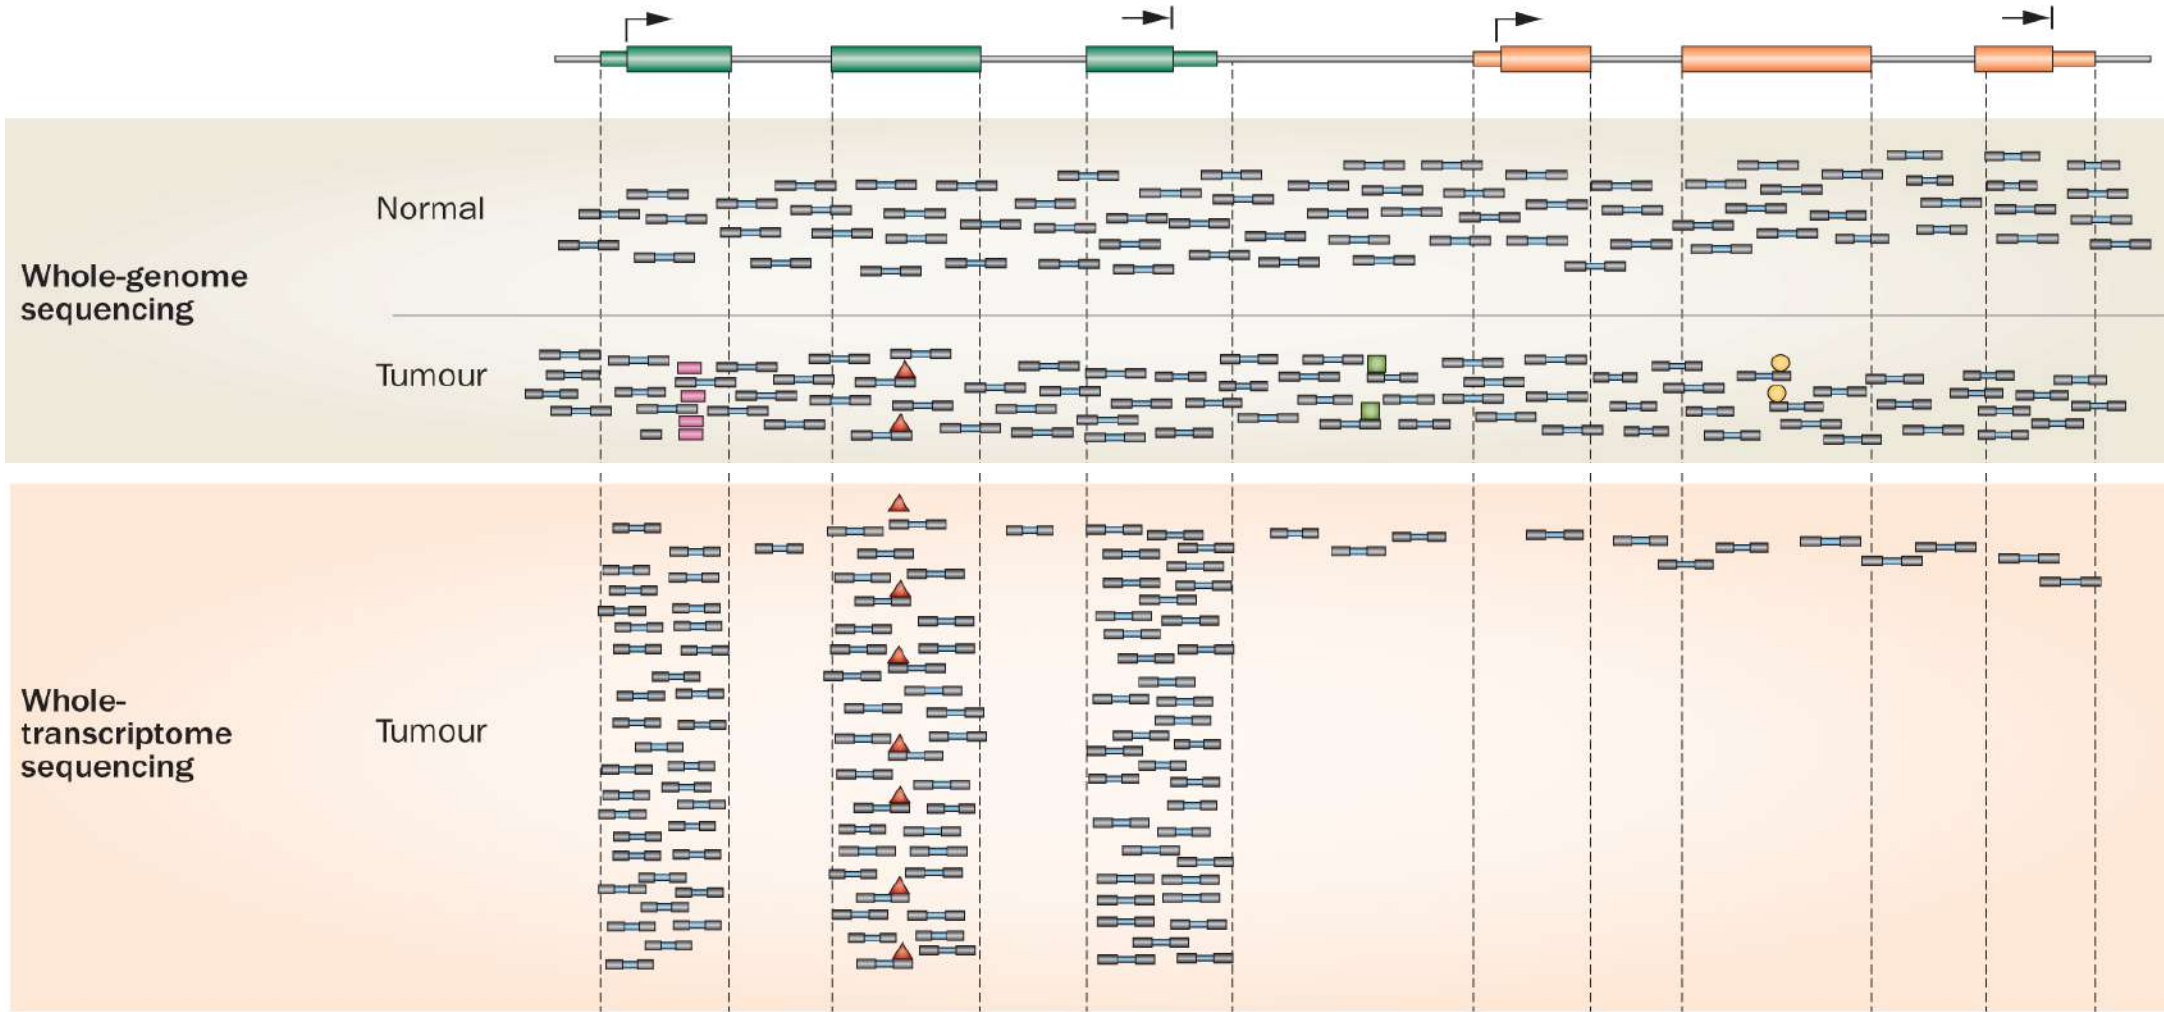 Normal
Whole-genome
sequencing
Tumour
Whole-
transcriptome
sequencing
Tumour